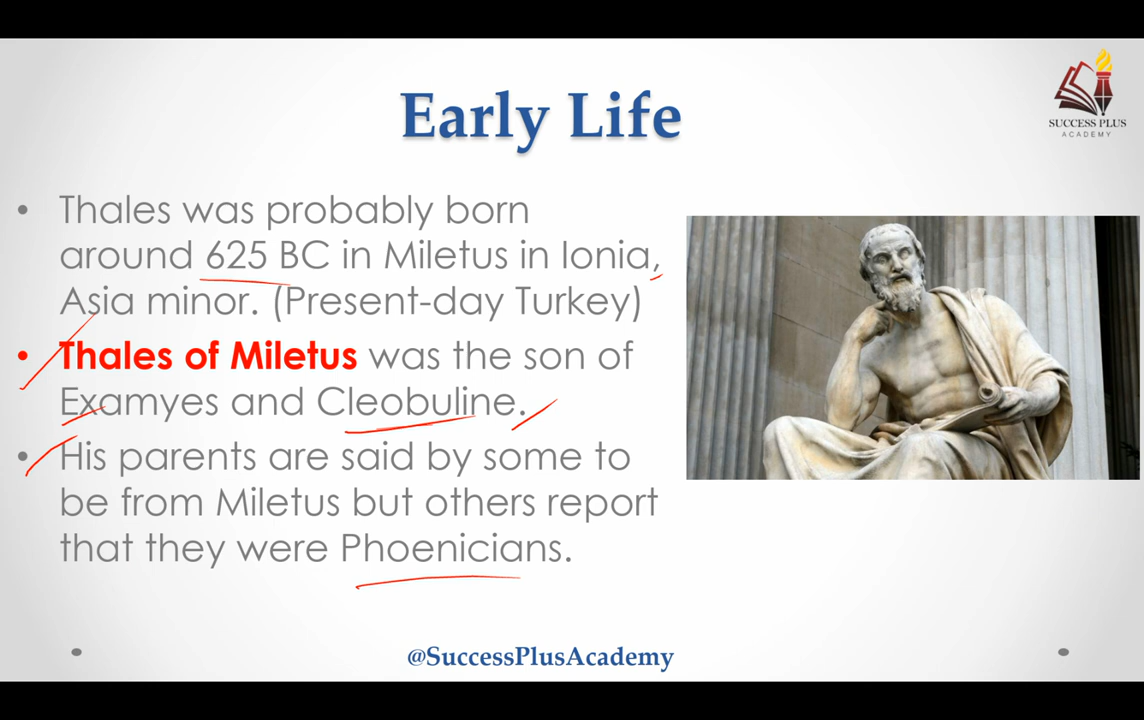 SUCCESS PLUS
ACADEMY
Early Life
• Thales was probably born
around 625 BC in Miletus in Ionia,
Asia minor. (Present-day Turkey)
• Thales of Miletus was the son of
Examyes and Cleobuline.
• His parents are said by some to
be from Miletus but others report
that they were Phoenicians.
@SuccessPlusAcademy